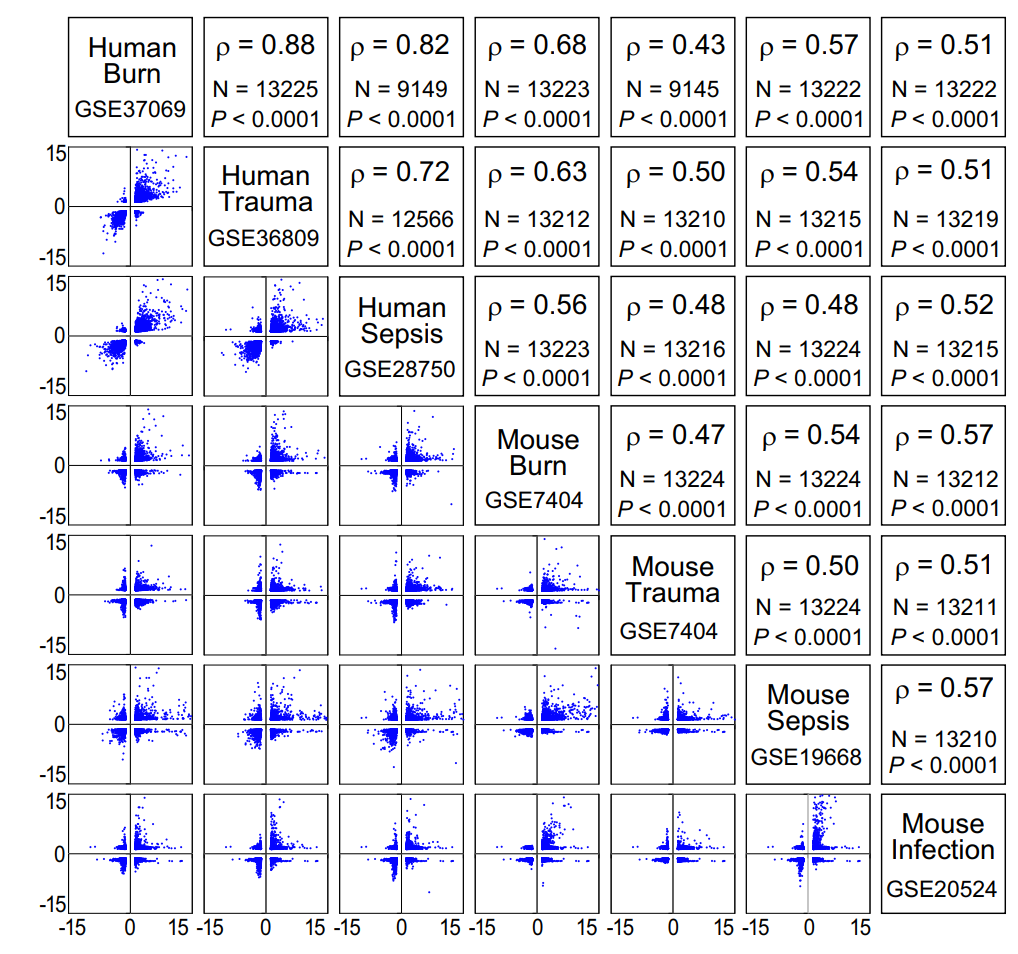 Human
Burn
GSE37069
ρ = 0.88
N = 13225
P < 0.0001
ρ = 0.82
N = 9149
P < 0.0001
ρ = 0.68
N = 13223
P < 0.0001
ρ = 0.43
N = 9145
P < 0.0001
ρ = 0.57
N = 13222
P < 0.0001
ρ = 0.51
N = 13222
P < 0.0001
15
0
-15
Human
Trauma
GSE36809
ρ = 0.72
N = 12566
P < 0.0001
ρ = 0.63
N = 13212
P < 0.0001
ρ = 0.50
N = 13210
P < 0.0001
ρ = 0.54
N = 13215
P < 0.0001
ρ = 0.51
N = 13219
P < 0.0001
15
0
-15
Human
Sepsis
GSE28750
ρ = 0.56
N = 13223
P < 0.0001
ρ = 0.48
N = 13216
P < 0.0001
ρ = 0.48
N = 13224
P < 0.0001
ρ = 0.52
N = 13215
P < 0.0001
15
0
-15
Mouse
Burn
GSE7404
ρ = 0.47
N = 13224
P < 0.0001
ρ = 0.54
N = 13224
P < 0.0001
ρ = 0.57
N = 13212
P < 0.0001
15
0
-15
Mouse
Trauma
GSE7404
ρ = 0.50
N = 13224
P < 0.0001
ρ = 0.51
N = 13211
P < 0.0001
15
0
-15
Mouse
Sepsis
GSE19668
ρ = 0.57
N = 13210
P < 0.0001
15
0
-15
Mouse
Infection
GSE20524
-15 0 15 -15 0 15 -15 0 15 -15 0 15 -15 0 15 -15 0 15